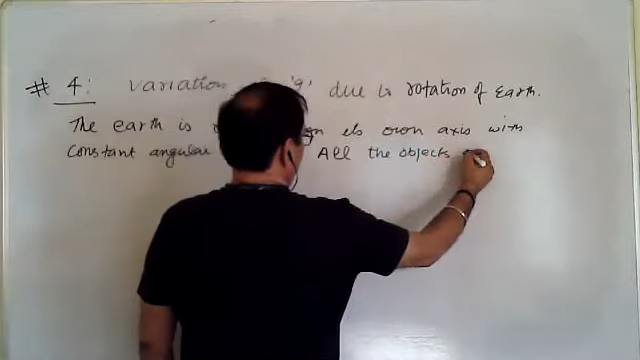 # 4: variation 'g' due to rotation of Earth.
The earth is on its own axis with
Constant angular All the objects